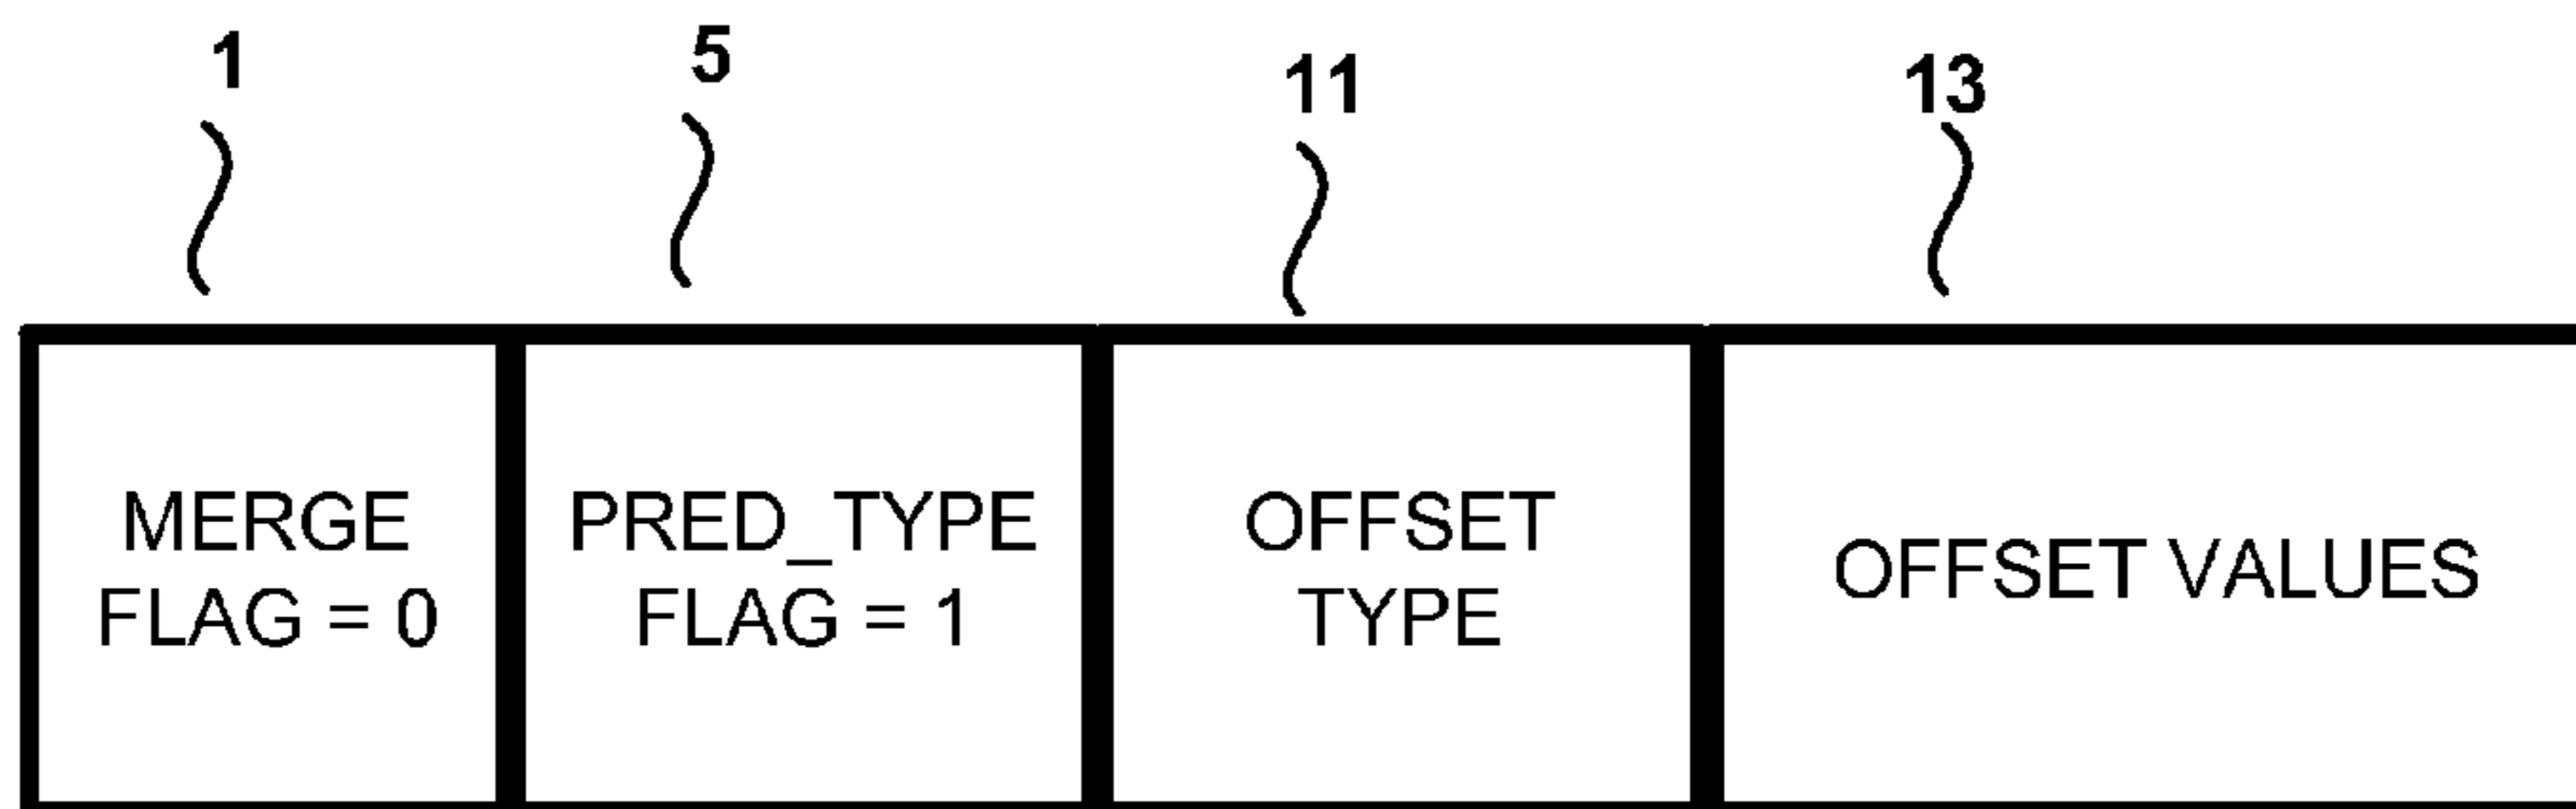 1
5
11
13
MERGE
FLAG = 0
PRED_TYPE
FLAG = 1
OFFSET
TYPE
OFFSET VALUES